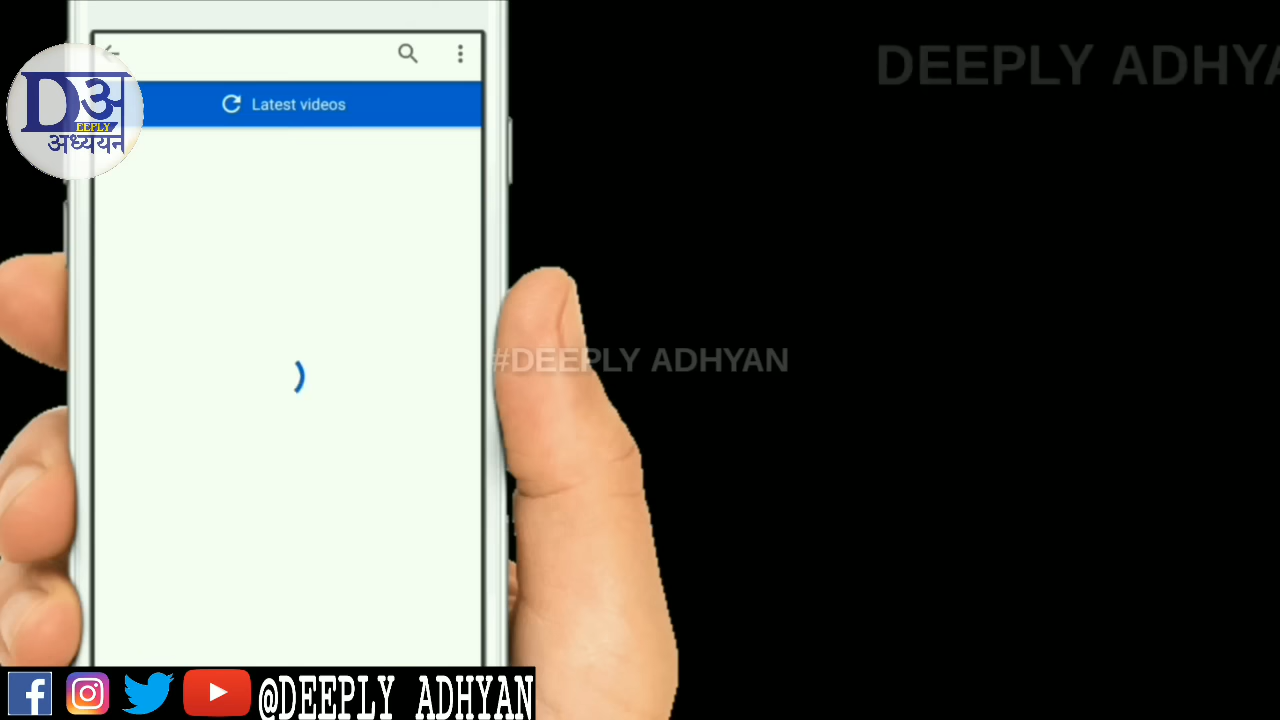 DEEPLY ADHYA
D अ
EEPLY
अध्ययन
Latest videos
#DEEPLY ADHYAN
@DEEPLY ADHYAN